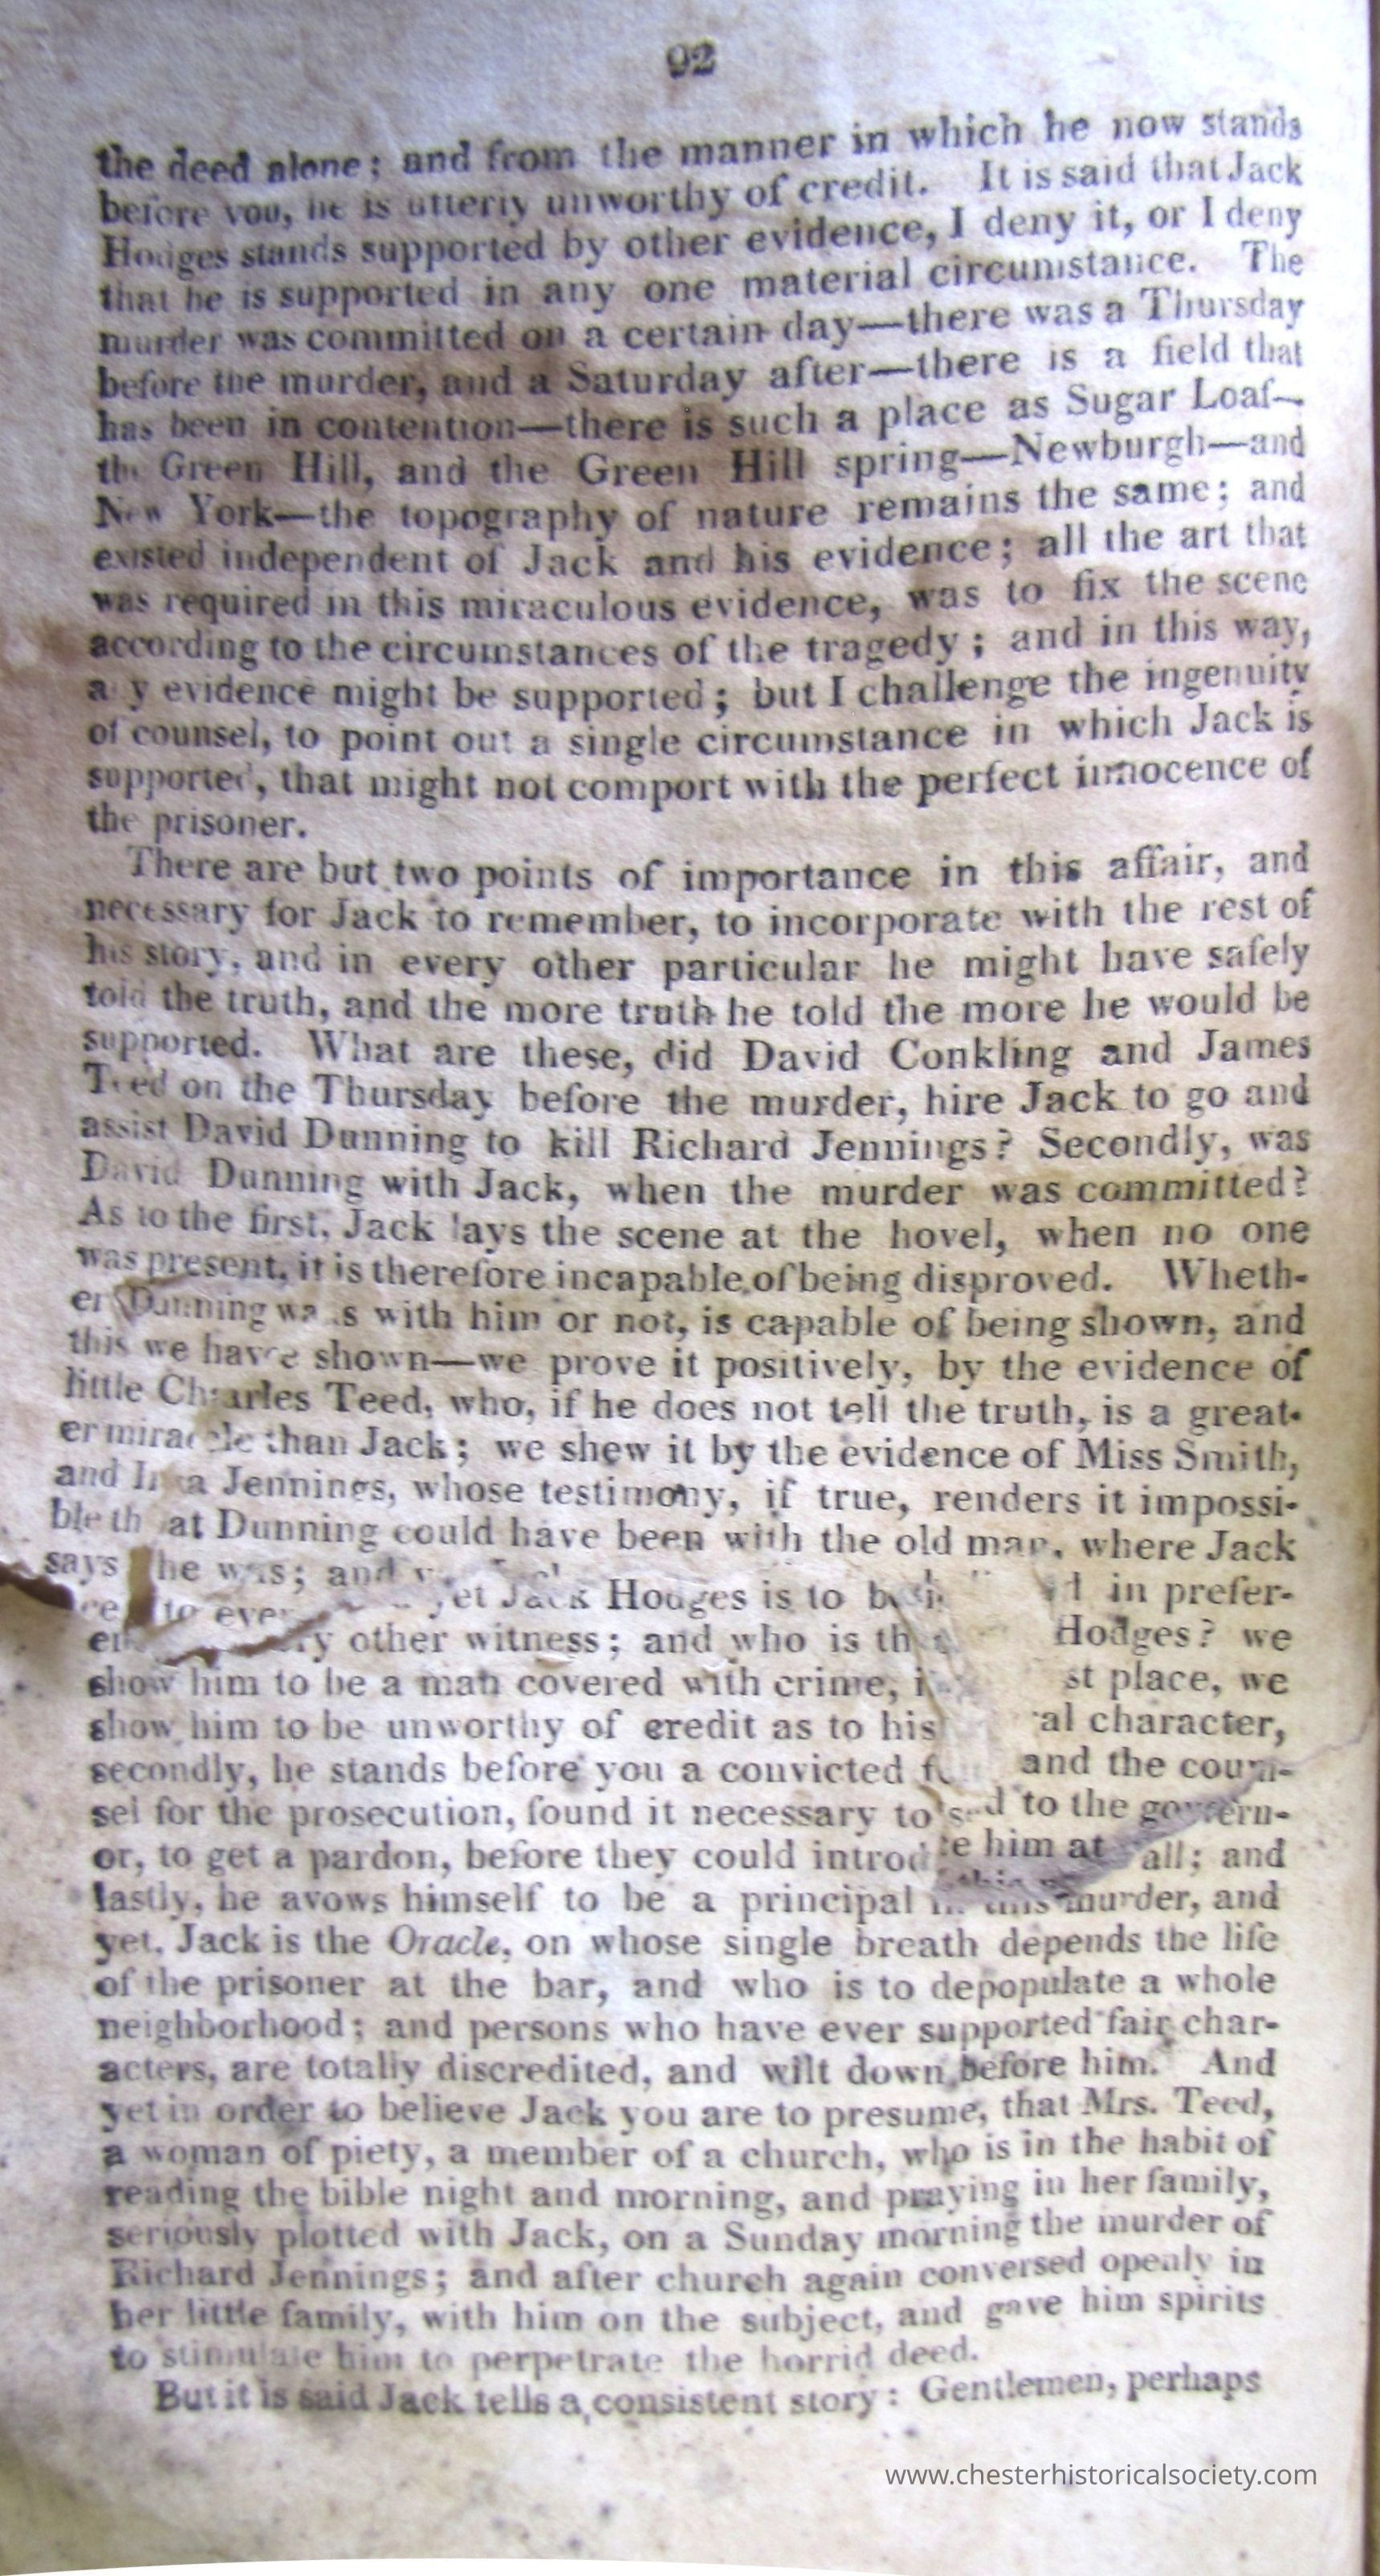 92
the deed alone; and from the manner in which he now stands
before you, he is utterly unworthy of credit. It is said that Jack
Hodges stands supported by other evidence, I deny it, or I deny
that he is supported in any one material circumstance. The
murder was committed on a certain day—there was a Thursday
before the murder, and a Saturday after—there is a field that
has been in contention—there is such a place as Sugar Loaf—
the Green Hill, and the Green Hill spring—Newburgh—and
New York—the topography of nature remains the same; and
existed independent of Jack and his evidence; all the art that
was required in this miraculous evidence, was to fix the scene
according to the circumstances of the tragedy; and in this way,
any evidence might be supported; but I challenge the ingenuity
of counsel, to point out a single circumstance in which Jack is
supported, that might not comport with the perfect innocence of
the prisoner.
There are but two points of importance in this affair, and
necessary for Jack to remember, to incorporate with the rest of
his story, and in every other particular he might have safely
told the truth, and the more truth he told the more he would be
supported. What are these, did David Conkling and James
Teed on the Thursday before the murder, hire Jack to go and
assist David Dunning to kill Richard Jennings? Secondly, was
David Dunning with Jack, when the murder was committed?
As to the first, Jack lays the scene at the hovel, when no one
was present, it is therefore incapable of being disproved. Wheth-
er Dunning was with him or not, is capable of being shown, and
this we have shown—we prove it positively, by the evidence of
little Charles Teed, who, if he does not tell the truth, is a great-
er miracle than Jack; we shew it by the evidence of Miss Smith,
and Ira Jennings, whose testimony, if true, renders it impossi-
ble that Dunning could have been with the old man, where Jack
says he was; and yet Jack Hodges is to be in prefer-
ence to every other witness; and who is Hodges? we
show him to be a man covered with crime, st place, we
show him to be unworthy of credit as to his al character,
secondly, he stands before you a convicted and the coun-
sel for the prosecution, found it necessary to send to the govern-
or, to get a pardon, before they could introduce him at all; and
lastly, he avows himself to be a principal in this murder, and
yet, Jack is the Oracle, on whose single breath depends the life
of the prisoner at the bar, and who is to depopulate a whole
neighborhood; and persons who have ever supported fair char-
acters, are totally discredited, and wilt down before him. And
yet in order to believe Jack you are to presume, that Mrs. Teed,
a woman of piety, a member of a church, who is in the habit of
reading the bible night and morning, and praying in her family,
seriously plotted with Jack, on a Sunday morning the murder of
Richard Jennings; and after church again conversed openly in
her little family, with him on the subject, and gave him spirits
to stimulate him to perpetrate the horrid deed.
But it is said Jack tells a consistent story: Gentlemen, perhaps
www.chesterhistoricalsociety.com